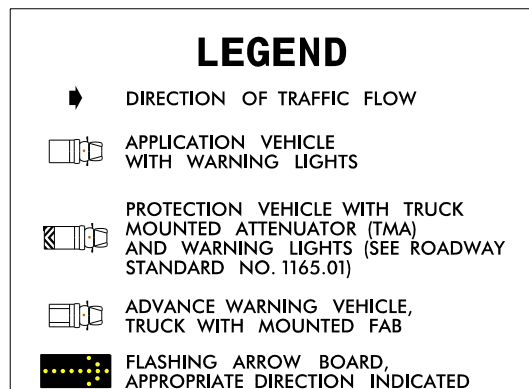 LEGEND
DIRECTION OF TRAFFIC FLOW
APPLICATION VEHICLE
WITH WARNING LIGHTS
PROTECTION VEHICLE WITH TRUCK
MOUNTED ATTENUATOR (TMA)
AND WARNING LIGHTS (SEE ROADWAY
STANDARD NO. 1165.01)
ADVANCE WARNING VEHICLE,
TRUCK WITH MOUNTED FAB
FLASHING ARROW BOARD,
APPROPRIATE DIRECTION INDICATED